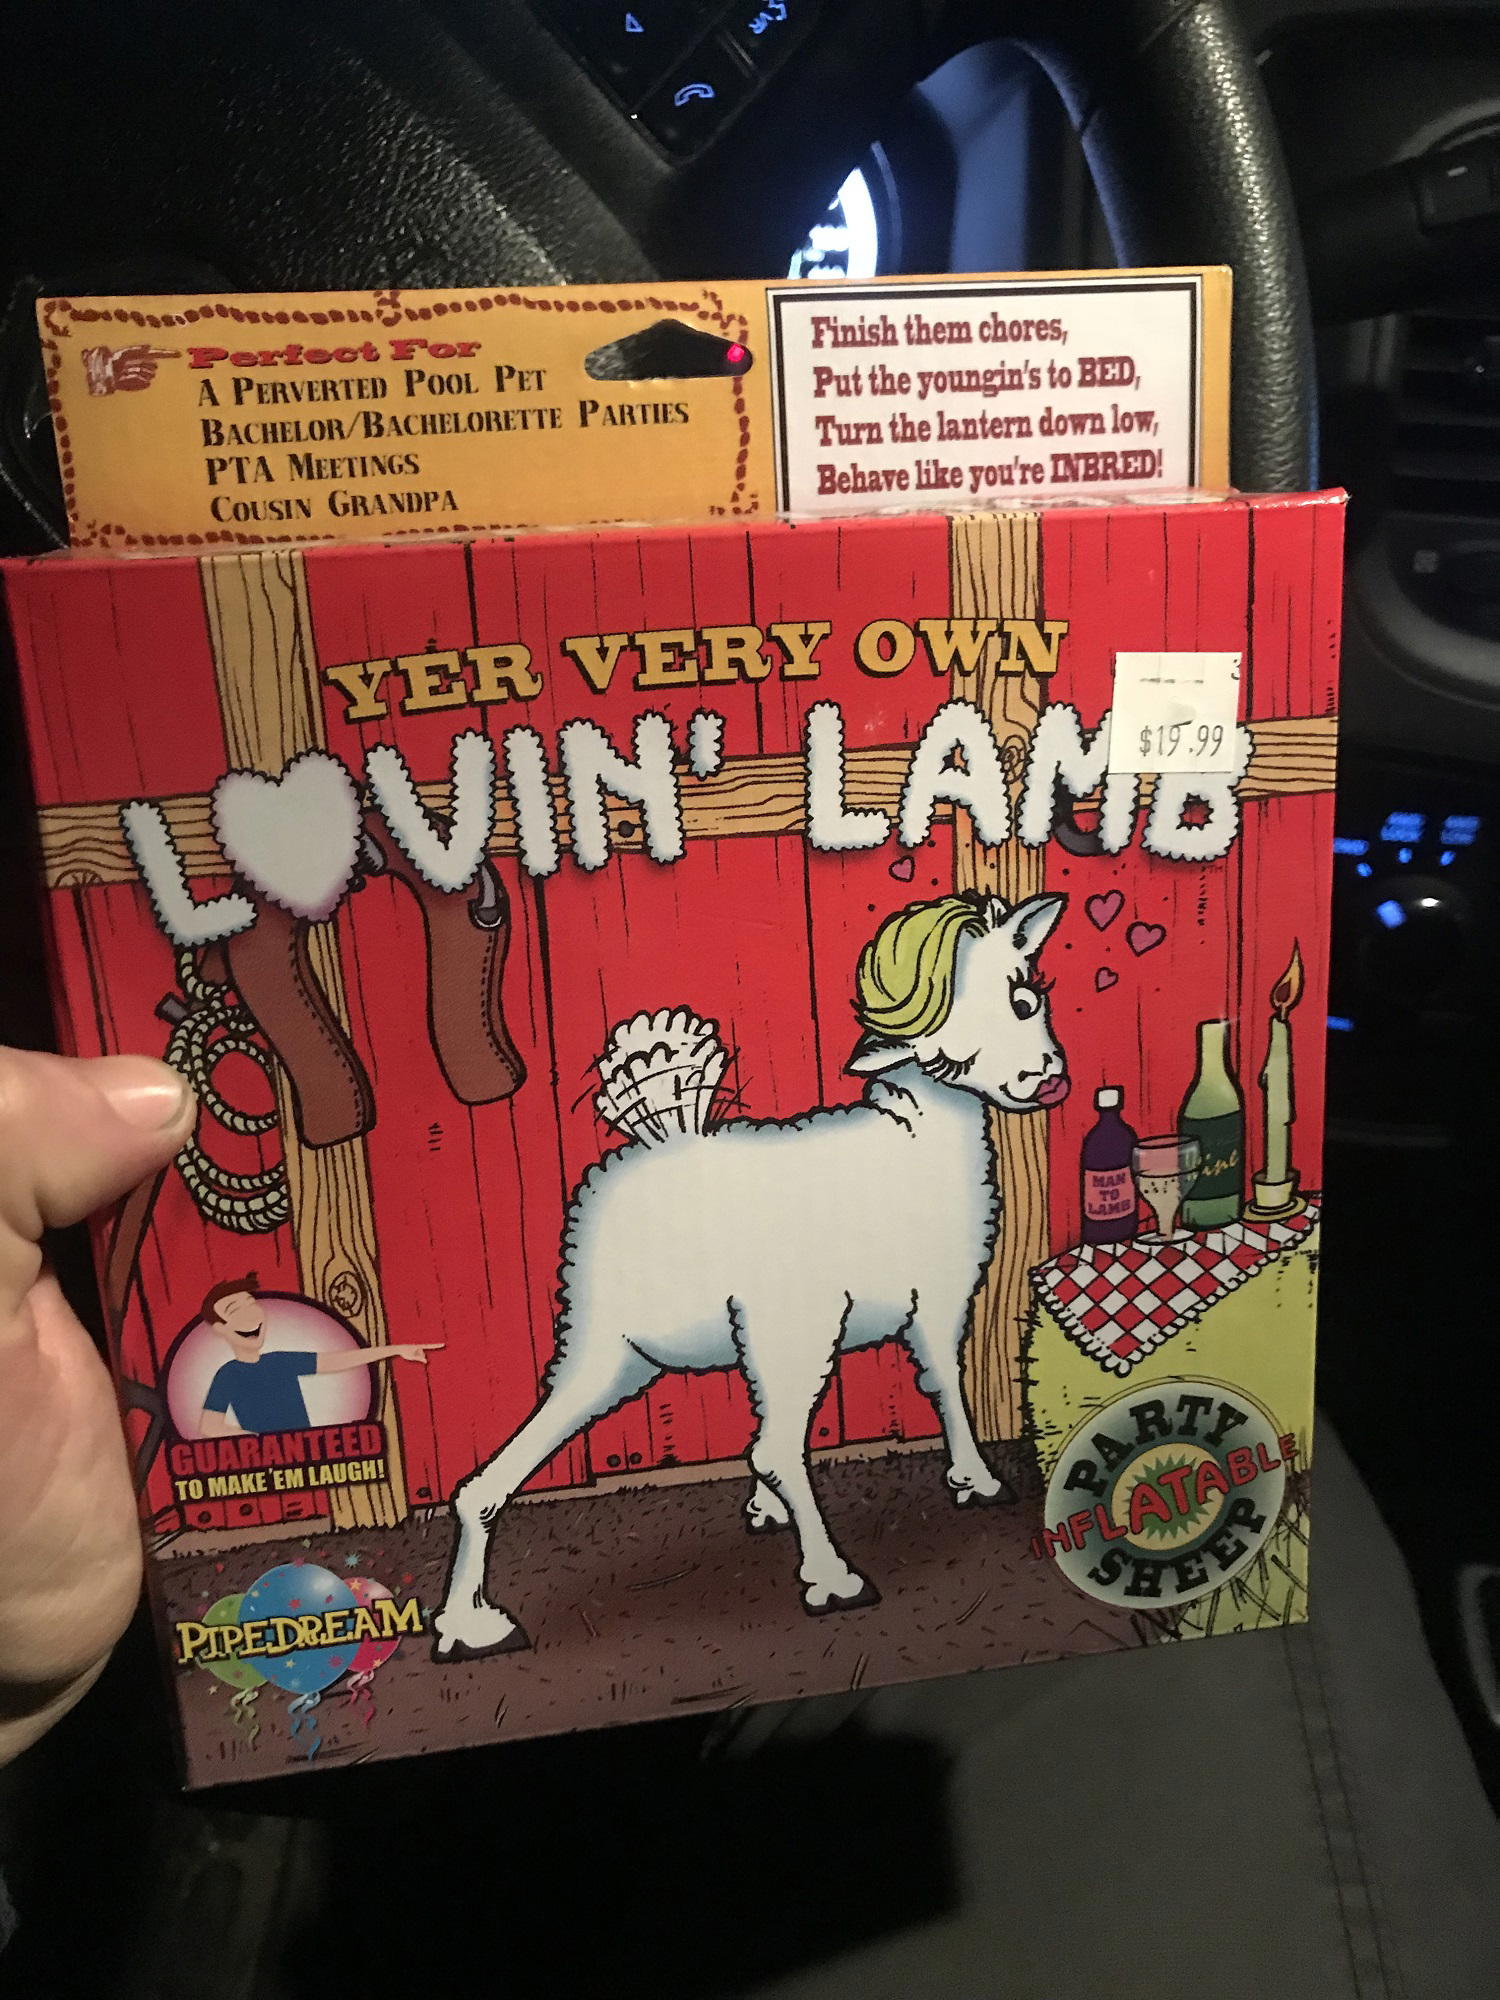 Perfect For
A PERVERTED POOL PET
BACHELOR/BACHELORETTE PARTIES
PTA MEETINGS
COUSIN GRANDPA
Finish them chores,
Put the youngin's to BED,
Turn the lantern down low,
Behave like you're INBRED!
YER VERY OWN
LOVIN' LAMB
$19.99
MAN
TO
LAMB
Wine
GUARANTEED
TO MAKE 'EM LAUGH!
PARTY
INFLATABLE
SHEEP
PIPEDREAM